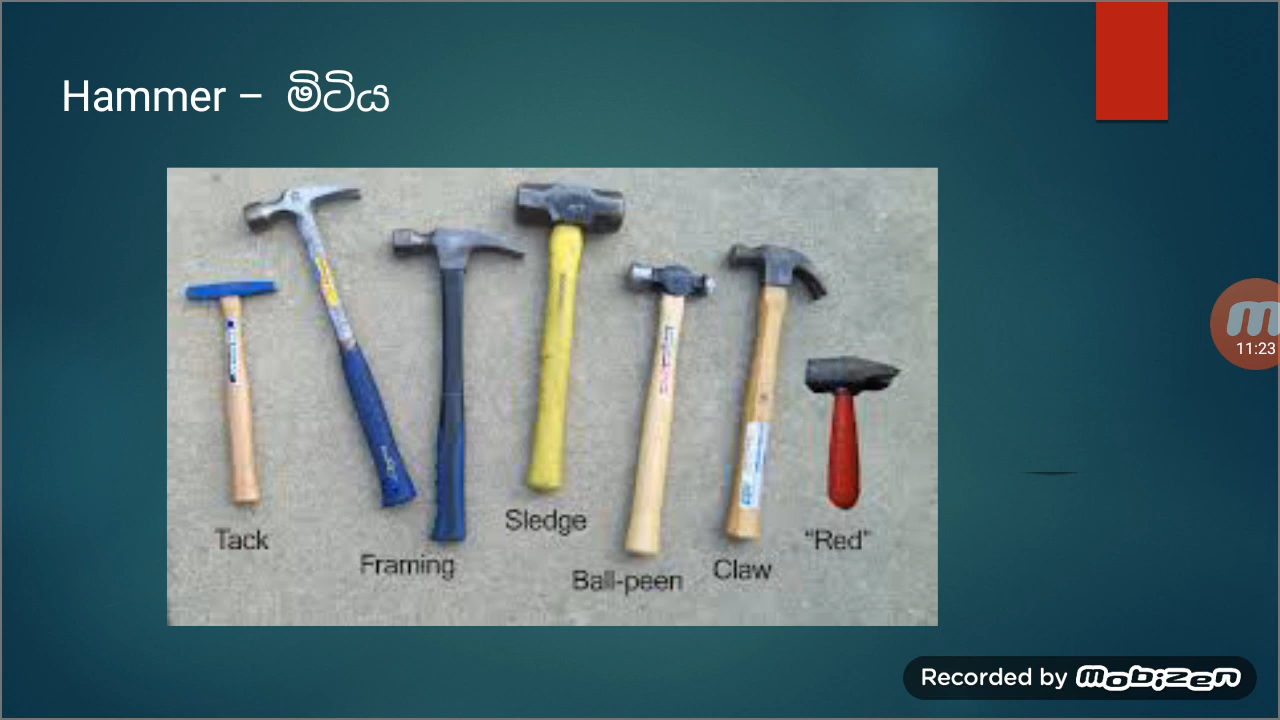 Hammer – මිටිය
Tack
Framing
Sledge
Ball-peen
Claw
“Red”
11:23
Recorded by Mobizen